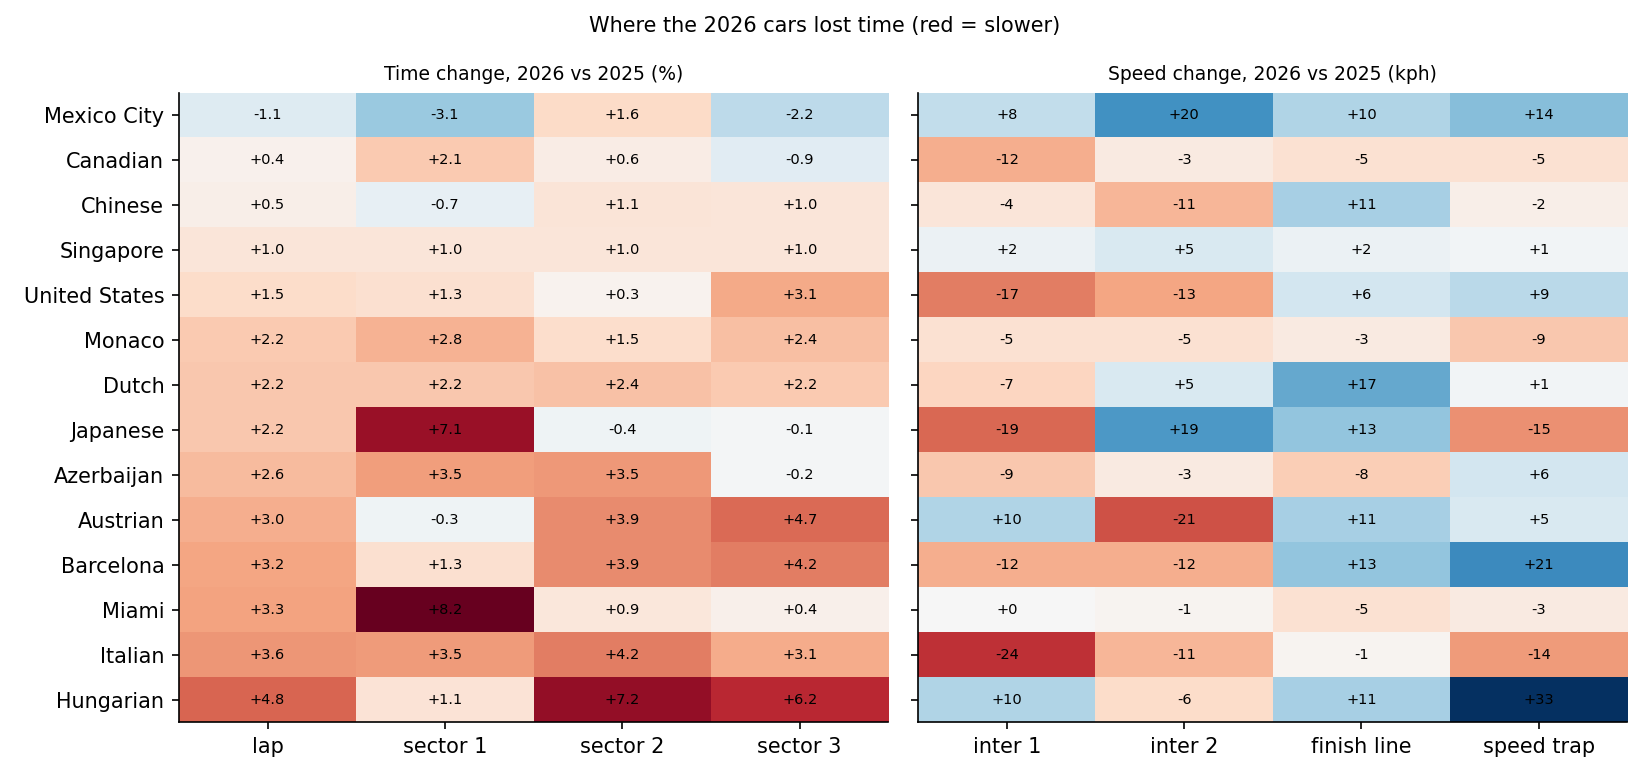 Where the 2026 cars lost time (red = slower)
Time change, 2026 vs 2025 (%)
Speed change, 2026 vs 2025 (kph)
Mexico City -1.1 -3.1 +1.6 -2.2 +8 +20 +10 +14
Canadian +0.4 +2.1 +0.6 -0.9 -12 -3 -5 -5
Chinese +0.5 -0.7 +1.1 +1.0 -4 -11 +11 -2
Singapore +1.0 +1.0 +1.0 +1.0 +2 +5 +2 +1
United States +1.5 +1.3 +0.3 +3.1 -17 -13 +6 +9
Monaco +2.2 +2.8 +1.5 +2.4 -5 -5 -3 -9
Dutch +2.2 +2.2 +2.4 +2.2 -7 +5 +17 +1
Japanese +2.2 +7.1 -0.4 -0.1 -19 +19 +13 -15
Azerbaijan +2.6 +3.5 +3.5 -0.2 -9 -3 -8 +6
Austrian +3.0 -0.3 +3.9 +4.7 +10 -21 +11 +5
Barcelona +3.2 +1.3 +3.9 +4.2 -12 -12 +13 +21
Miami +3.3 +8.2 +0.9 +0.4 +0 -1 -5 -3
Italian +3.6 +3.5 +4.2 +3.1 -24 -11 -1 -14
Hungarian +4.8 +1.1 +7.2 +6.2 +10 -6 +11 +33
lap sector 1 sector 2 sector 3 inter 1 inter 2 finish line speed trap